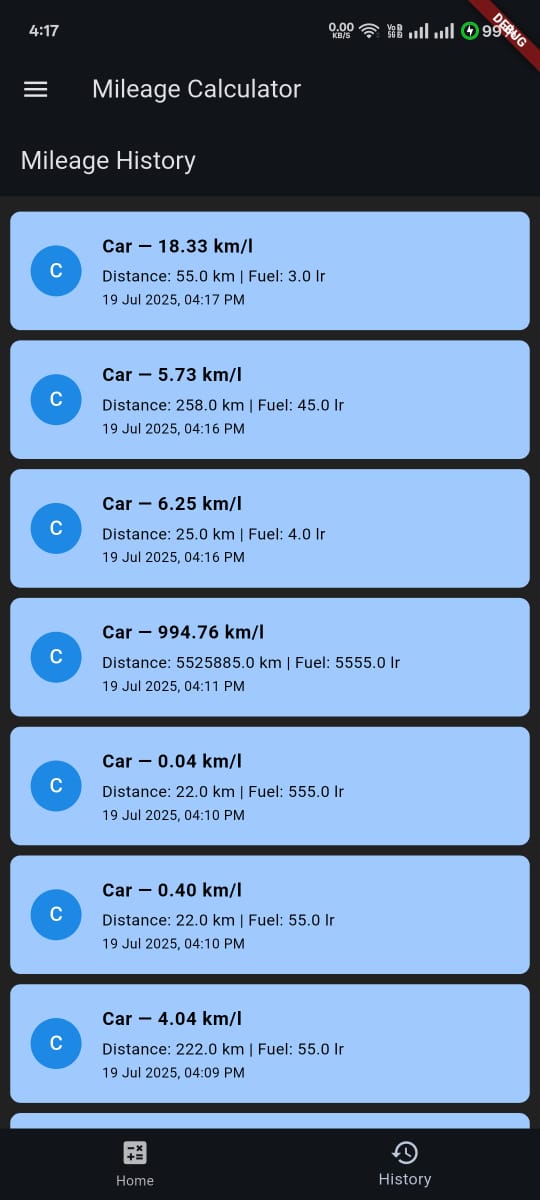 4:17
0.00
KB/S
Vo
5G
99
DEBUG
Mileage Calculator
Mileage History
C
Car — 18.33 km/l
Distance: 55.0 km | Fuel: 3.0 lr
19 Jul 2025, 04:17 PM
C
Car — 5.73 km/l
Distance: 258.0 km | Fuel: 45.0 lr
19 Jul 2025, 04:16 PM
C
Car — 6.25 km/l
Distance: 25.0 km | Fuel: 4.0 lr
19 Jul 2025, 04:16 PM
C
Car — 994.76 km/l
Distance: 5525885.0 km | Fuel: 5555.0 lr
19 Jul 2025, 04:11 PM
C
Car — 0.04 km/l
Distance: 22.0 km | Fuel: 555.0 lr
19 Jul 2025, 04:10 PM
C
Car — 0.40 km/l
Distance: 22.0 km | Fuel: 55.0 lr
19 Jul 2025, 04:10 PM
C
Car — 4.04 km/l
Distance: 222.0 km | Fuel: 55.0 lr
19 Jul 2025, 04:09 PM
Home
History